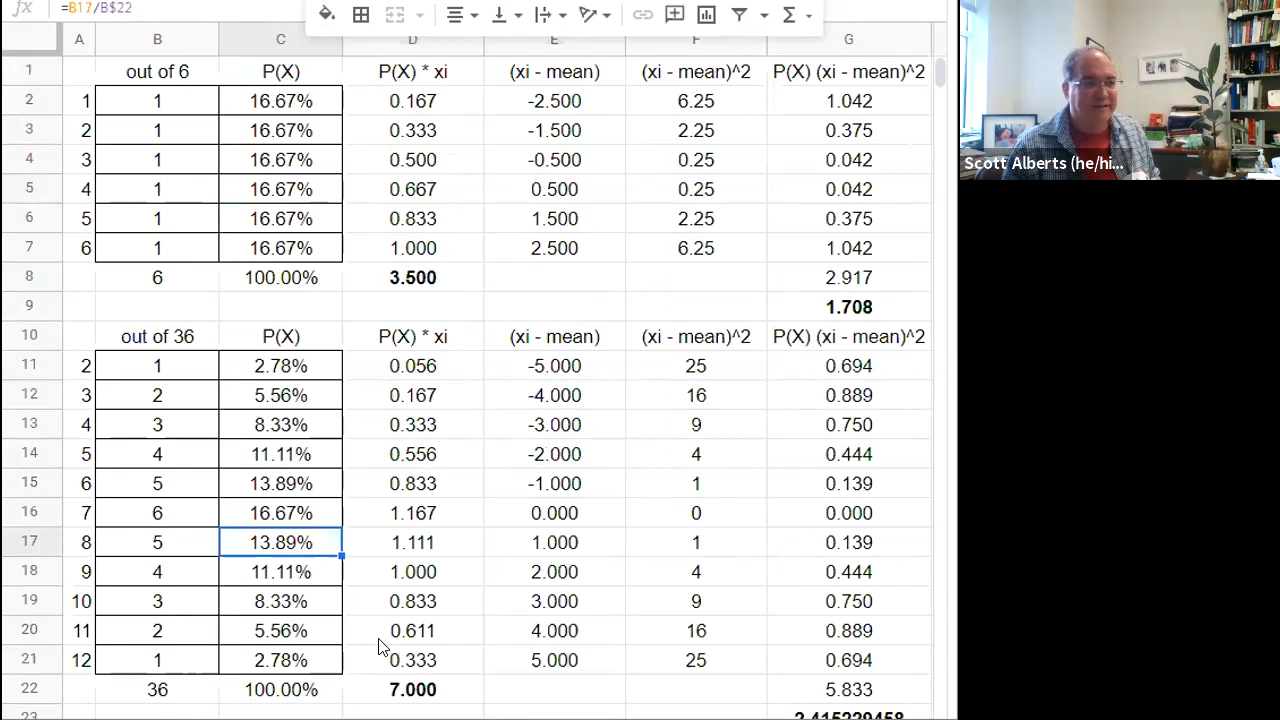 fx =B17/B$22
A B C D E F G
1 out of 6 P(X) P(X) * xi (xi - mean) (xi - mean)^2 P(X) (xi - mean)^2
2 1 1 16.67% 0.167 -2.500 6.25 1.042
3 2 1 16.67% 0.333 -1.500 2.25 0.375
4 3 1 16.67% 0.500 -0.500 0.25 0.042
5 4 1 16.67% 0.667 0.500 0.25 0.042
6 5 1 16.67% 0.833 1.500 2.25 0.375
7 6 1 16.67% 1.000 2.500 6.25 1.042
8 6 100.00% 3.500 2.917
9 1.708
10 out of 36 P(X) P(X) * xi (xi - mean) (xi - mean)^2 P(X) (xi - mean)^2
11 2 1 2.78% 0.056 -5.000 25 0.694
12 3 2 5.56% 0.167 -4.000 16 0.889
13 4 3 8.33% 0.333 -3.000 9 0.750
14 5 4 11.11% 0.556 -2.000 4 0.444
15 6 5 13.89% 0.833 -1.000 1 0.139
16 7 6 16.67% 1.167 0.000 0 0.000
17 8 5 13.89% 1.111 1.000 1 0.139
18 9 4 11.11% 1.000 2.000 4 0.444
19 10 3 8.33% 0.833 3.000 9 0.750
20 11 2 5.56% 0.611 4.000 16 0.889
21 12 1 2.78% 0.333 5.000 25 0.694
22 36 100.00% 7.000 5.833
23 2.415229458
Scott Alberts (he/hi...